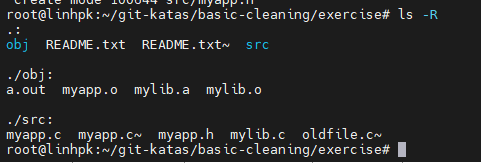 create mode 100644 src/myapp.h
root@linhpk:~/git-katas/basic-cleaning/exercise# ls -R
.:
obj  README.txt  README.txt~  src

./obj:
a.out  myapp.o  mylib.a  mylib.o

./src:
myapp.c  myapp.c~  myapp.h  mylib.c  oldfile.c~
root@linhpk:~/git-katas/basic-cleaning/exercise#